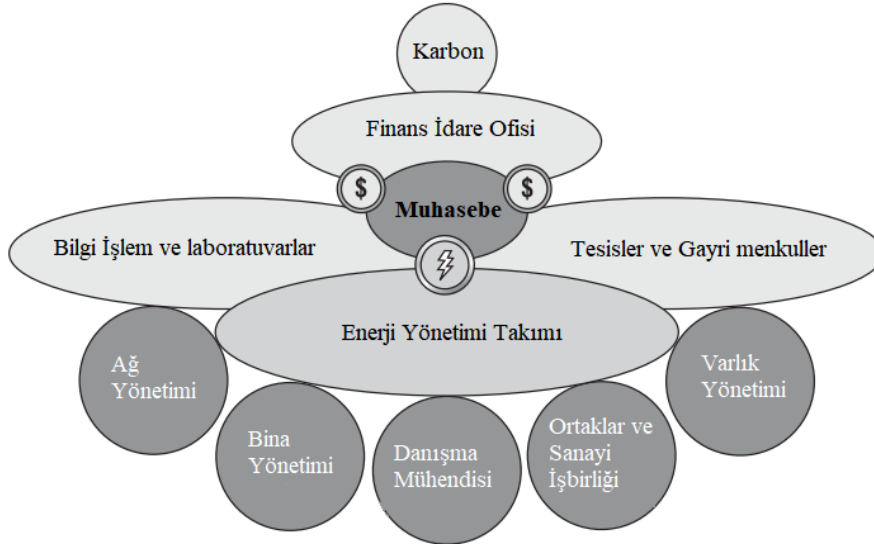 Karbon
Finans İdare Ofisi
$
$
Muhasebe
Bilgi İşlem ve laboratuvarlar
Tesisler ve Gayri menkuller
Enerji Yönetimi Takımı
Ağ
Yönetimi
Varlık
Yönetimi
Bina
Yönetimi
Danışma
Mühendisi
Ortaklar ve
Sanayi
İşbirliği